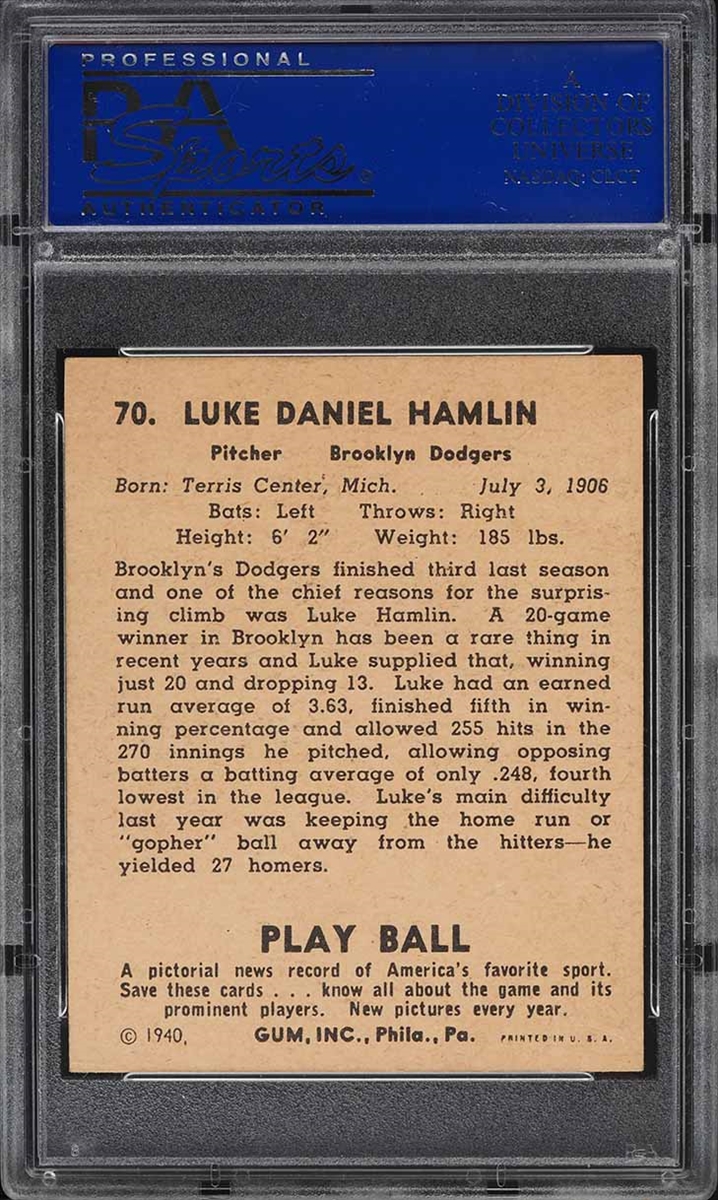 PROFESSIONAL
PSA
Sports ®
AUTHENTICATOR
A
DIVISION OF
COLLECTORS
UNIVERSE
NASDAQ: CLCT
70. LUKE DANIEL HAMLIN
Pitcher Brooklyn Dodgers
Born: Terris Center, Mich. July 3, 1906
Bats: Left Throws: Right
Height: 6' 2" Weight: 185 lbs.
Brooklyn's Dodgers finished third last season
and one of the chief reasons for the surpris-
ing climb was Luke Hamlin. A 20-game
winner in Brooklyn has been a rare thing in
recent years and Luke supplied that, winning
just 20 and dropping 13. Luke had an earned
run average of 3.63, finished fifth in win-
ning percentage and allowed 255 hits in the
270 innings he pitched, allowing opposing
batters a batting average of only .248, fourth
lowest in the league. Luke's main difficulty
last year was keeping the home run or
"gopher" ball away from the hitters—he
yielded 27 homers.
PLAY BALL
A pictorial news record of America's favorite sport.
Save these cards . . . know all about the game and its
prominent players. New pictures every year.
© 1940, GUM, INC., Phila., Pa. PRINTED IN U. S. A.
8
PSA